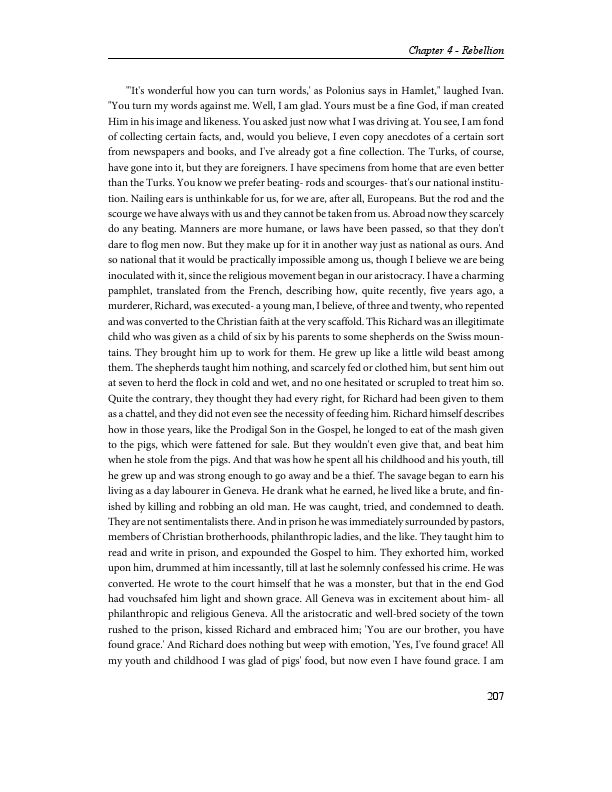 Chapter 4 - Rebellion
"'It's wonderful how you can turn words,' as Polonius says in Hamlet," laughed Ivan.
"You turn my words against me. Well, I am glad. Yours must be a fine God, if man created
Him in his image and likeness. You asked just now what I was driving at. You see, I am fond
of collecting certain facts, and, would you believe, I even copy anecdotes of a certain sort
from newspapers and books, and I've already got a fine collection. The Turks, of course,
have gone into it, but they are foreigners. I have specimens from home that are even better
than the Turks. You know we prefer beating- rods and scourges- that's our national institu-
tion. Nailing ears is unthinkable for us, for we are, after all, Europeans. But the rod and the
scourge we have always with us and they cannot be taken from us. Abroad now they scarcely
do any beating. Manners are more humane, or laws have been passed, so that they don't
dare to flog men now. But they make up for it in another way just as national as ours. And
so national that it would be practically impossible among us, though I believe we are being
inoculated with it, since the religious movement began in our aristocracy. I have a charming
pamphlet, translated from the French, describing how, quite recently, five years ago, a
murderer, Richard, was executed- a young man, I believe, of three and twenty, who repented
and was converted to the Christian faith at the very scaffold. This Richard was an illegitimate
child who was given as a child of six by his parents to some shepherds on the Swiss moun-
tains. They brought him up to work for them. He grew up like a little wild beast among
them. The shepherds taught him nothing, and scarcely fed or clothed him, but sent him out
at seven to herd the flock in cold and wet, and no one hesitated or scrupled to treat him so.
Quite the contrary, they thought they had every right, for Richard had been given to them
as a chattel, and they did not even see the necessity of feeding him. Richard himself describes
how in those years, like the Prodigal Son in the Gospel, he longed to eat of the mash given
to the pigs, which were fattened for sale. But they wouldn't even give that, and beat him
when he stole from the pigs. And that was how he spent all his childhood and his youth, till
he grew up and was strong enough to go away and be a thief. The savage began to earn his
living as a day labourer in Geneva. He drank what he earned, he lived like a brute, and fin-
ished by killing and robbing an old man. He was caught, tried, and condemned to death.
They are not sentimentalists there. And in prison he was immediately surrounded by pastors,
members of Christian brotherhoods, philanthropic ladies, and the like. They taught him to
read and write in prison, and expounded the Gospel to him. They exhorted him, worked
upon him, drummed at him incessantly, till at last he solemnly confessed his crime. He was
converted. He wrote to the court himself that he was a monster, but that in the end God
had vouchsafed him light and shown grace. All Geneva was in excitement about him- all
philanthropic and religious Geneva. All the aristocratic and well-bred society of the town
rushed to the prison, kissed Richard and embraced him; 'You are our brother, you have
found grace.' And Richard does nothing but weep with emotion, 'Yes, I've found grace! All
my youth and childhood I was glad of pigs' food, but now even I have found grace. I am
207